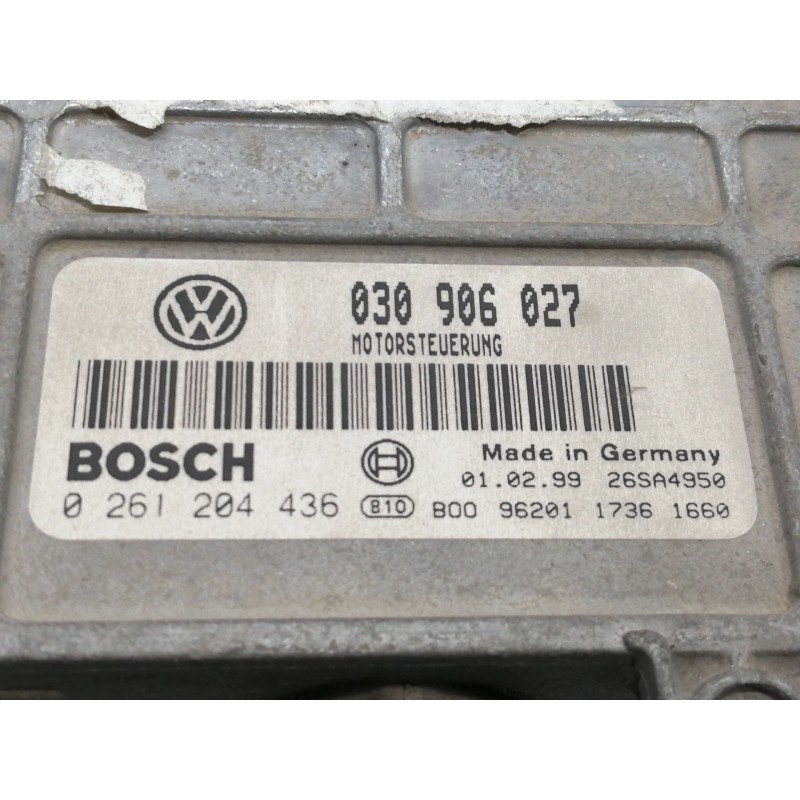 030 906 027
MOTORSTEUERUNG
BOSCH
Made in Germany
01.02.99 26SA4950
0 261 204 436 B10 B00 96201 1736 1660